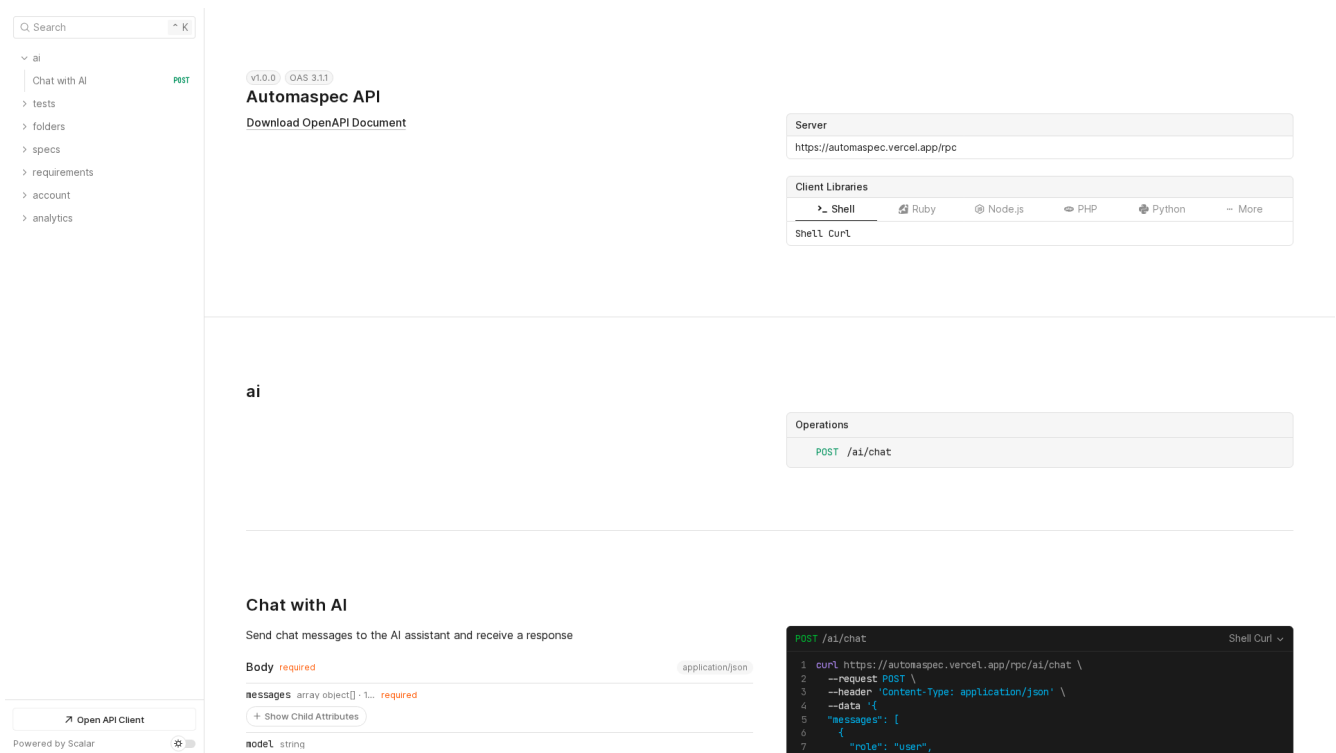 Search
⌃ K
ai
Chat with AI POST
tests
folders
specs
requirements
account
analytics
Open API Client
Powered by Scalar
v1.0.0 OAS 3.1.1
Automaspec API
Download OpenAPI Document
Server
https://automaspec.vercel.app/rpc
Client Libraries
Shell Ruby Node.js PHP Python More
Shell Curl
ai
Operations
POST /ai/chat
Chat with AI
Send chat messages to the AI assistant and receive a response
Body required application/json
messages array object[] · 1… required
Show Child Attributes
model string
POST /ai/chat Shell Curl
1 curl https://automaspec.vercel.app/rpc/ai/chat \
2 --request POST \
3 --header 'Content-Type: application/json' \
4 --data '{
5 "messages": [
6 {
7 "role": "user",